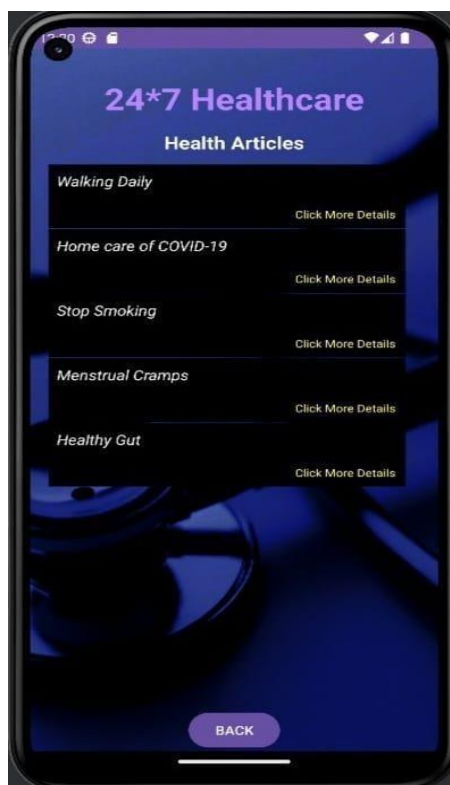 24*7 Healthcare
Health Articles
Walking Daily
Click More Details
Home care of COVID-19
Click More Details
Stop Smoking
Click More Details
Menstrual Cramps
Click More Details
Healthy Gut
Click More Details
BACK